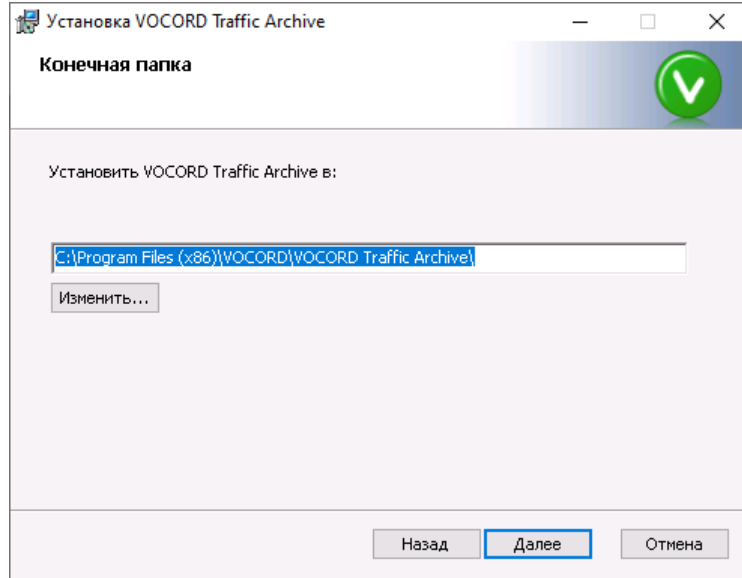 Установка VOCORD Traffic Archive
Конечная папка
V
Установить VOCORD Traffic Archive в:
C:\Program Files (x86)\VOCORD\VOCORD Traffic Archive\
Изменить...
Назад Далее Отмена